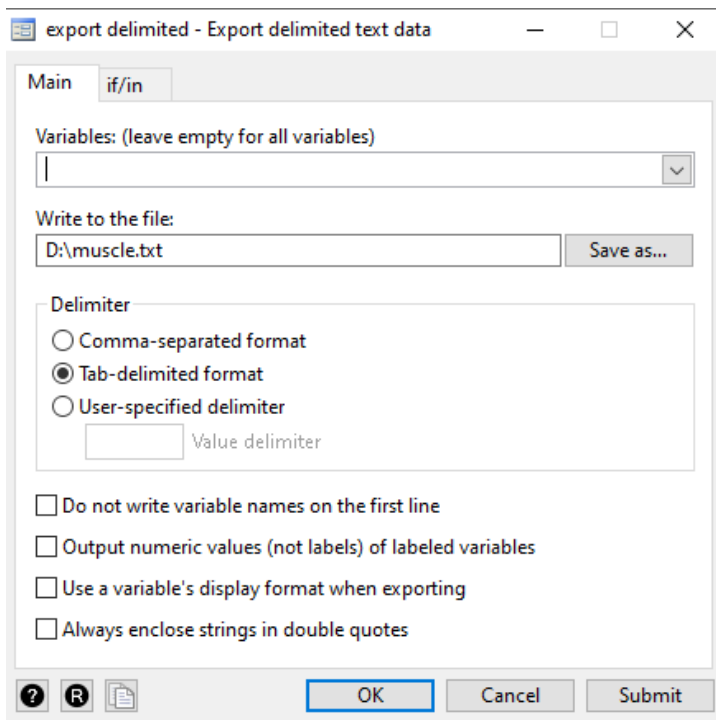 export delimited - Export delimited text data
Main if/in
Variables: (leave empty for all variables)
Write to the file:
D:\muscle.txt Save as...
Delimiter
Comma-separated format
Tab-delimited format
User-specified delimiter
Value delimiter
Do not write variable names on the first line
Output numeric values (not labels) of labeled variables
Use a variable's display format when exporting
Always enclose strings in double quotes
? R OK Cancel Submit